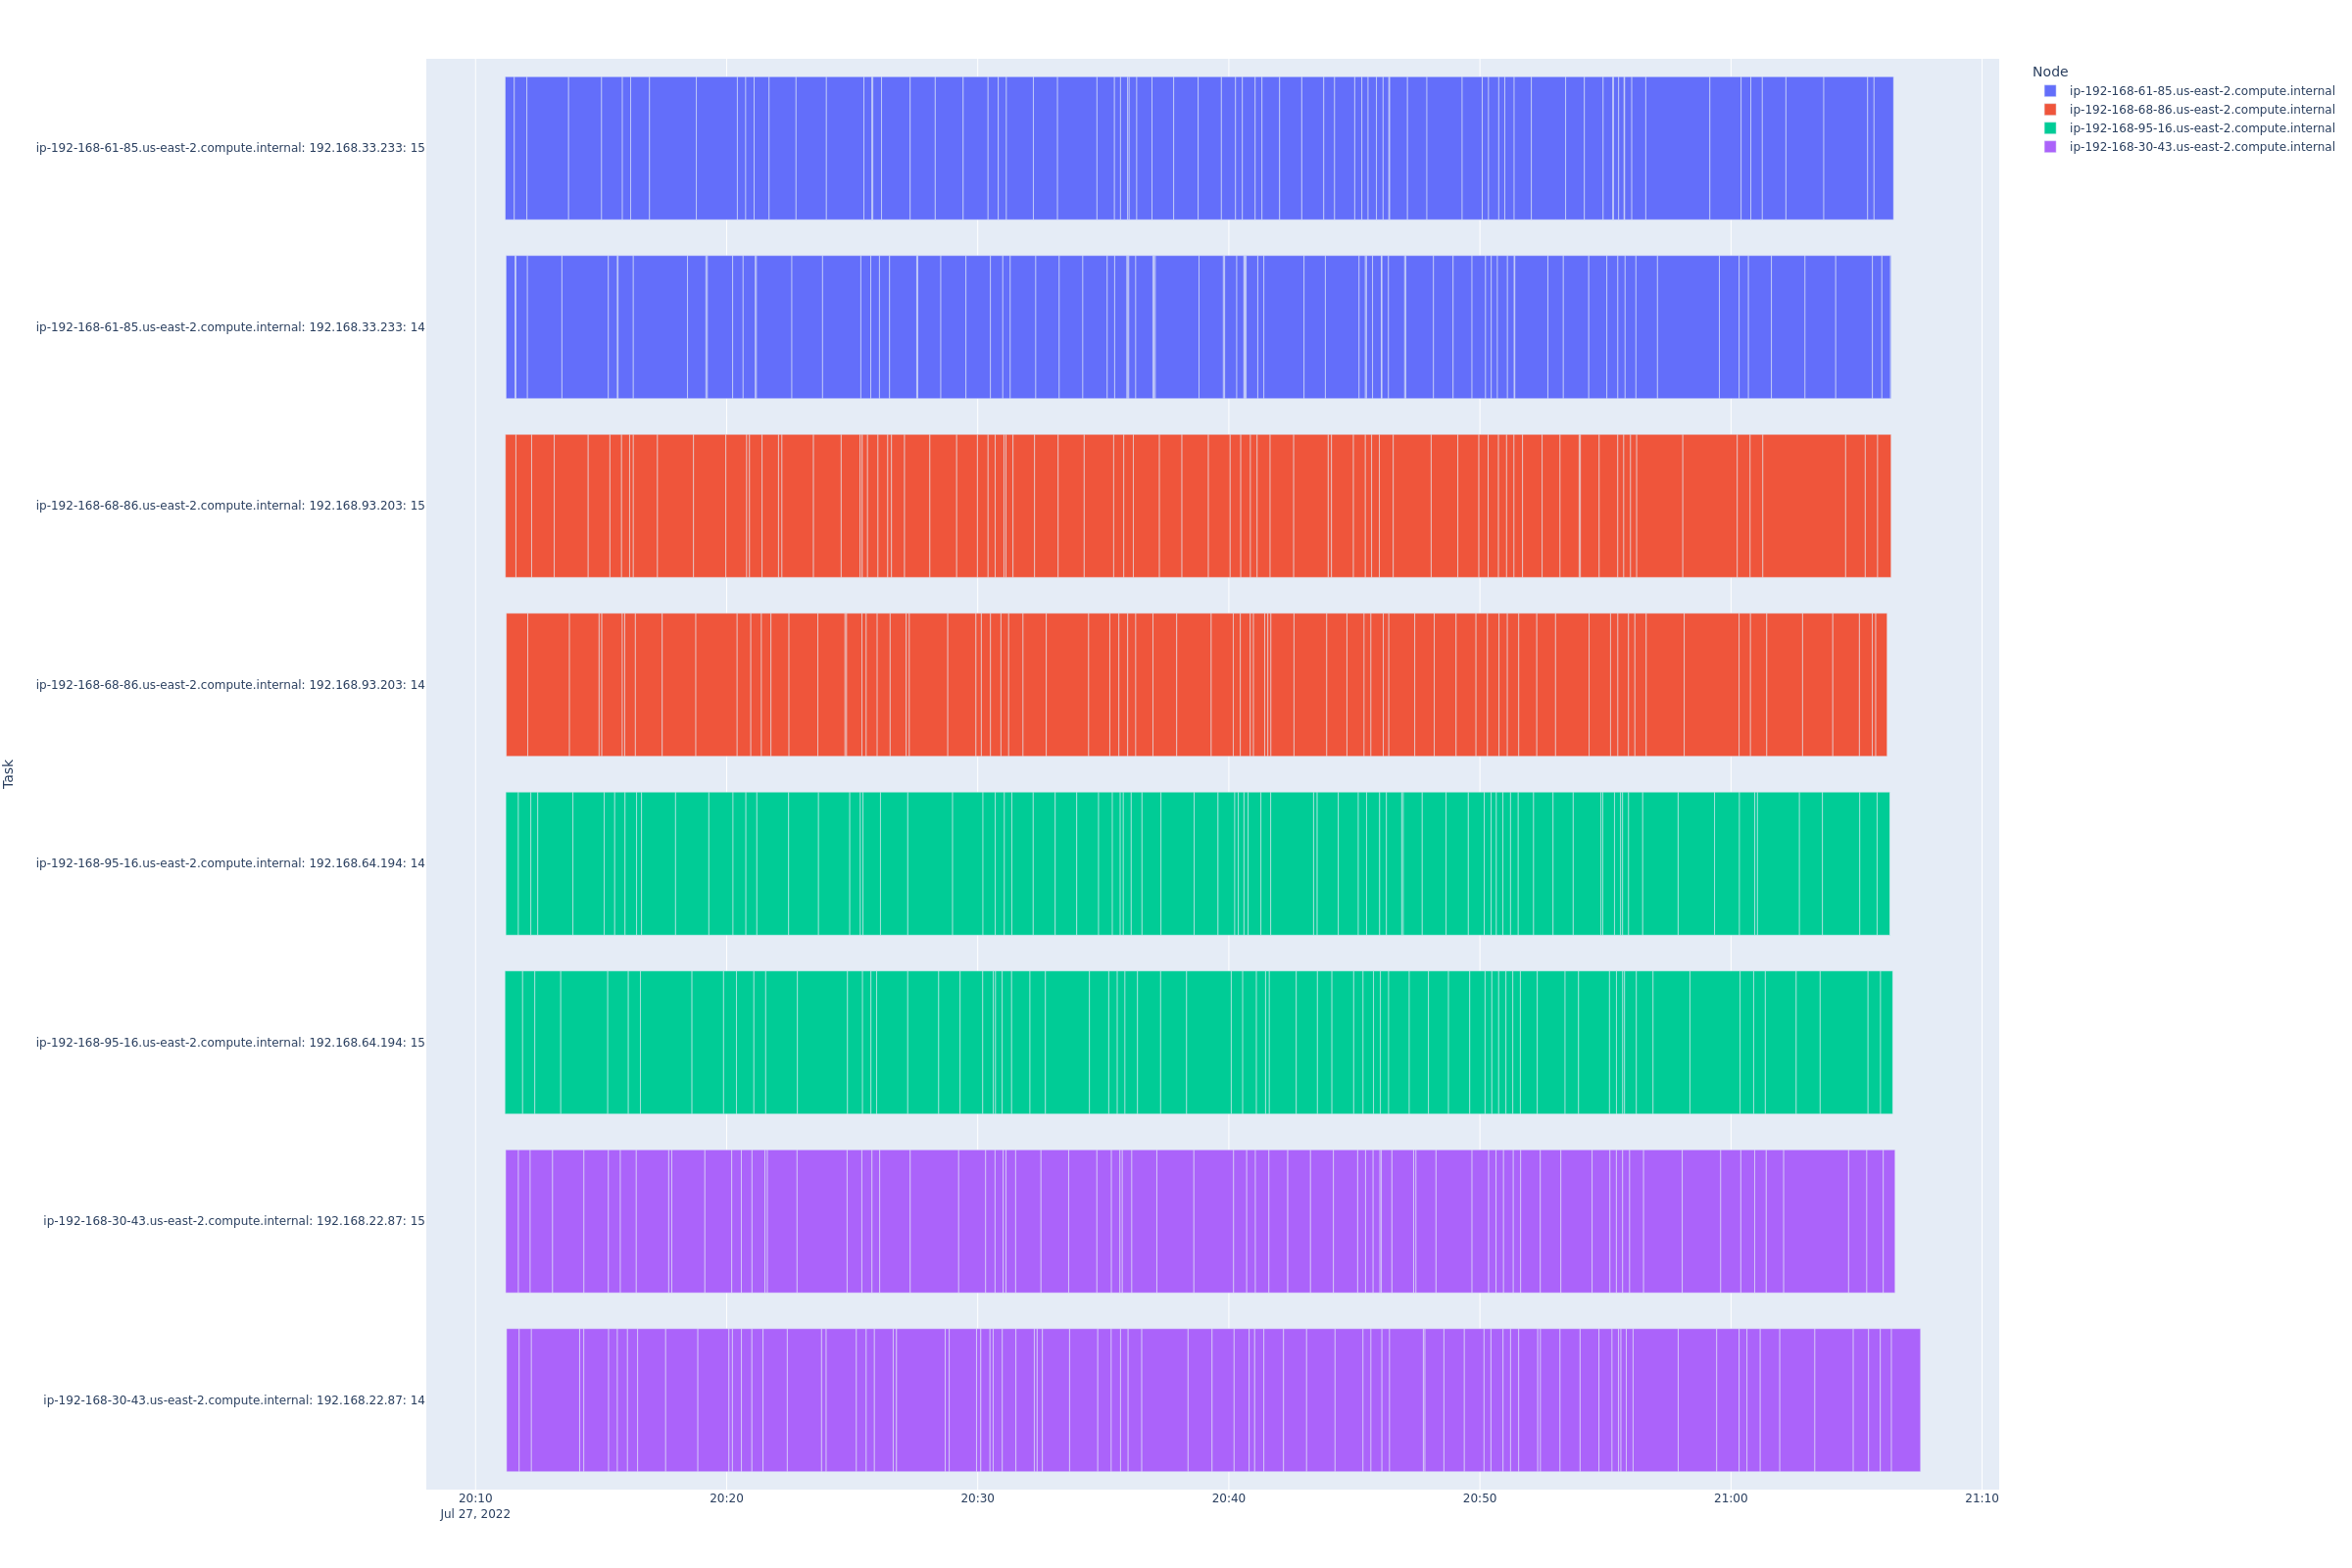 Node
ip-192-168-61-85.us-east-2.compute.internal
ip-192-168-68-86.us-east-2.compute.internal
ip-192-168-95-16.us-east-2.compute.internal
ip-192-168-30-43.us-east-2.compute.internal
ip-192-168-61-85.us-east-2.compute.internal: 192.168.33.233: 15
ip-192-168-61-85.us-east-2.compute.internal: 192.168.33.233: 14
ip-192-168-68-86.us-east-2.compute.internal: 192.168.93.203: 15
ip-192-168-68-86.us-east-2.compute.internal: 192.168.93.203: 14
Task
ip-192-168-95-16.us-east-2.compute.internal: 192.168.64.194: 14
ip-192-168-95-16.us-east-2.compute.internal: 192.168.64.194: 15
ip-192-168-30-43.us-east-2.compute.internal: 192.168.22.87: 15
ip-192-168-30-43.us-east-2.compute.internal: 192.168.22.87: 14
20:10 20:20 20:30 20:40 20:50 21:00 21:10
Jul 27, 2022